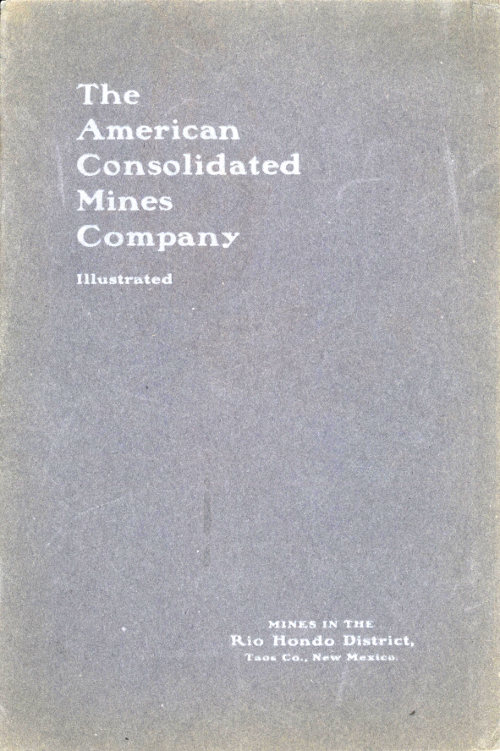 The
American
Consolidated
Mines
Company
Illustrated
MINES IN THE
Rio Hondo District,
Taos Co., New Mexico.